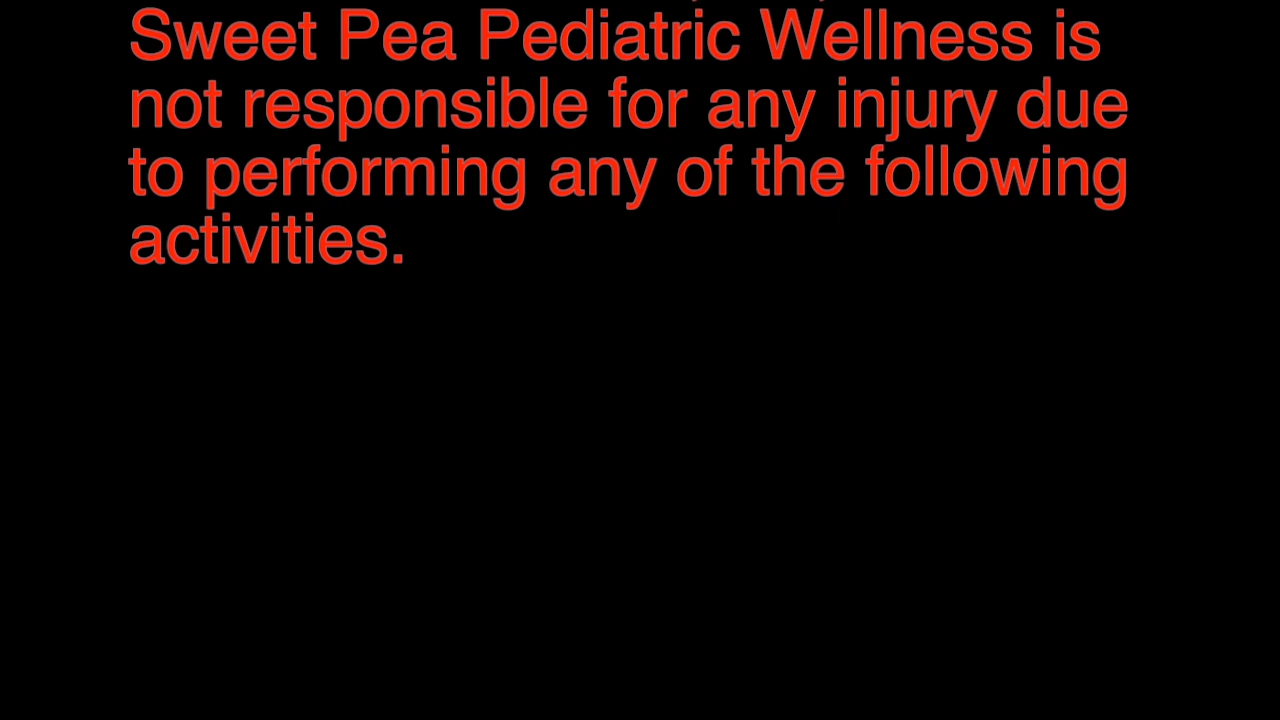 Sweet Pea Pediatric Wellness is
not responsible for any injury due
to performing any of the following
activities.